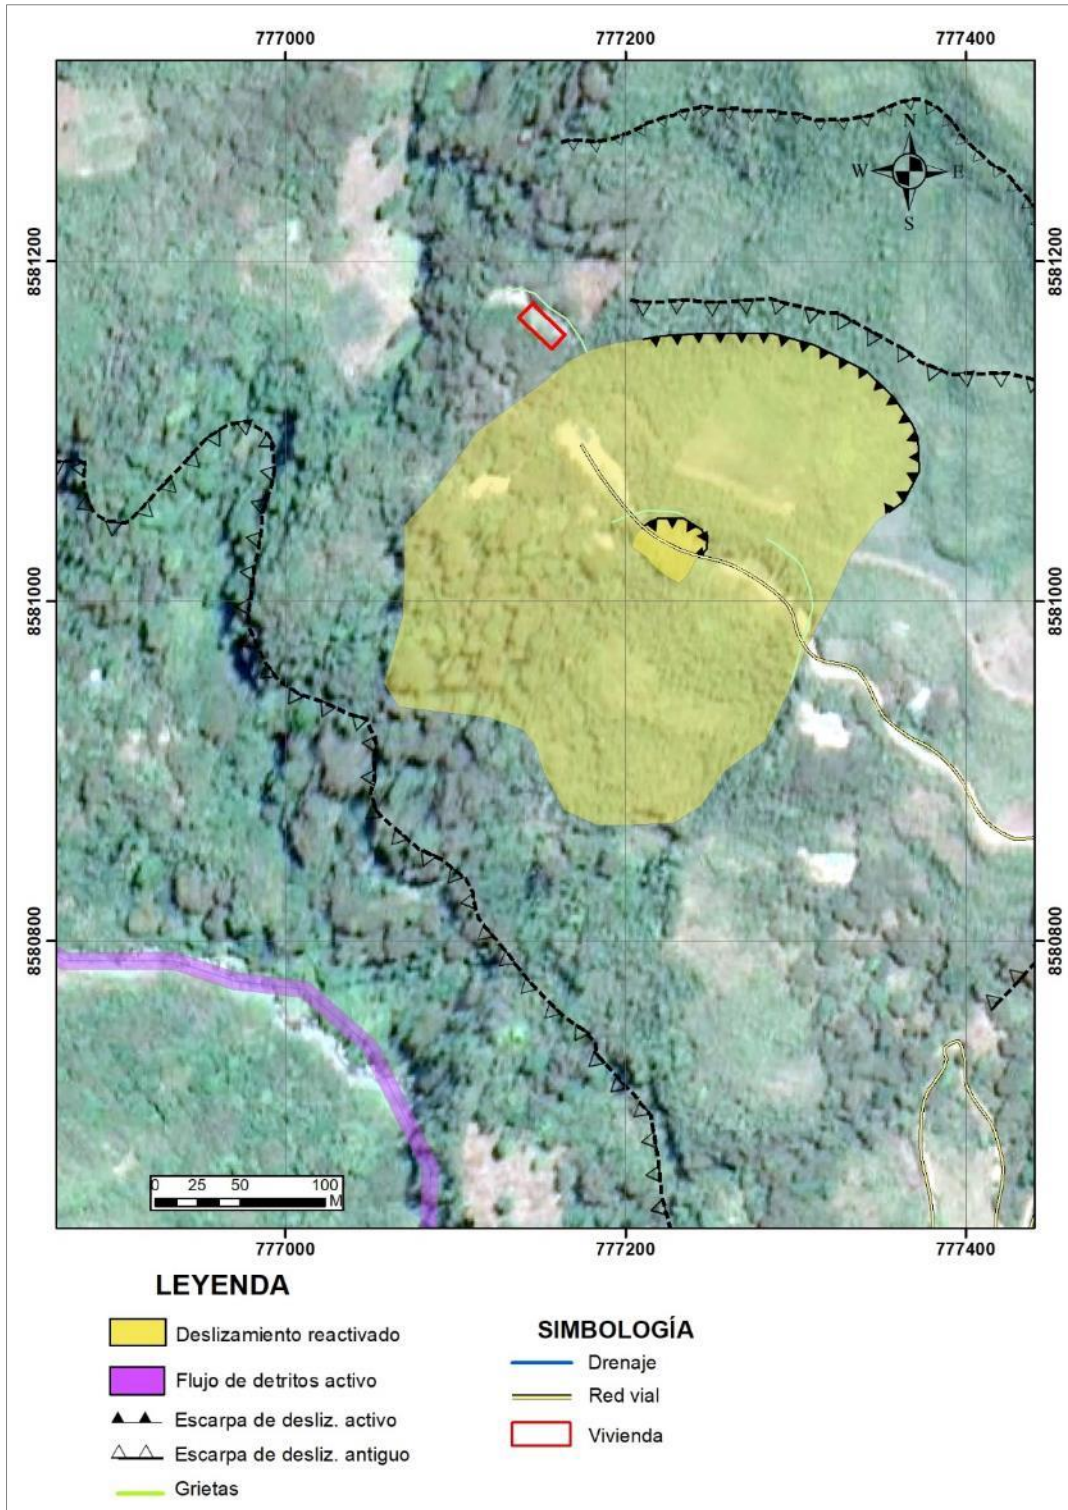 777000 777200 777400
N
W E
S
8581200 8581200
8581000 8581000
8580800 8580800
0 25 50 100
M
777000 777200 777400
LEYENDA
Deslizamiento reactivado
Flujo de detritos activo
Escarpa de desliz. activo
Escarpa de desliz. antiguo
Grietas
SIMBOLOGÍA
Drenaje
Red vial
Vivienda